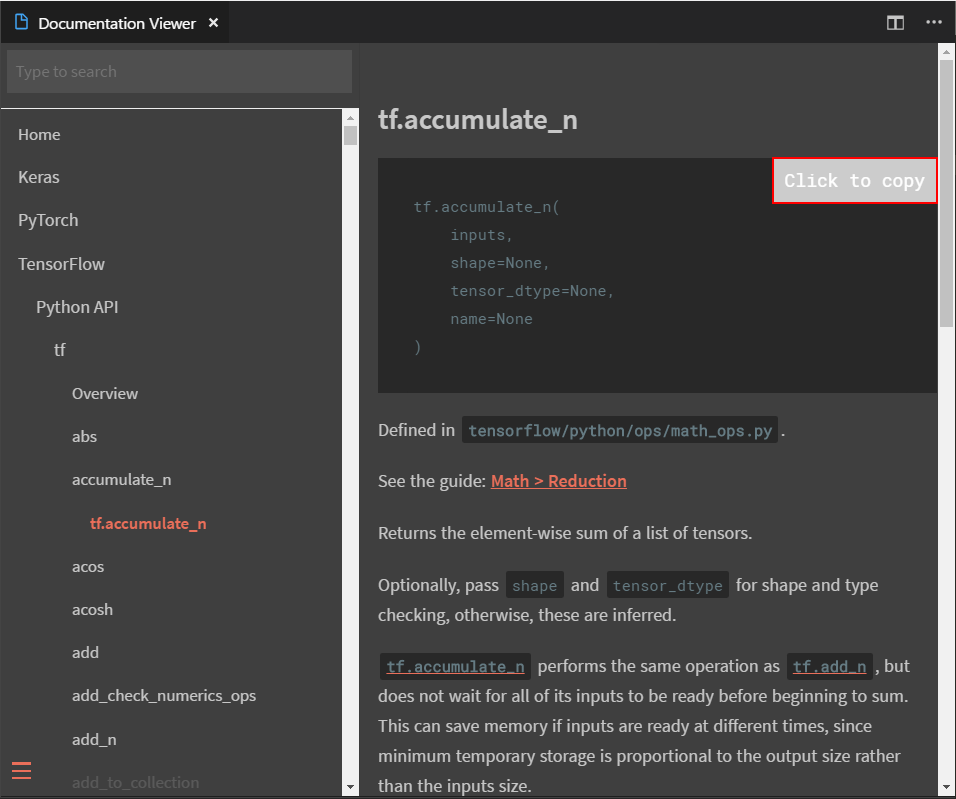 Documentation Viewer ×
Type to search
Home
Keras
PyTorch
TensorFlow
Python API
tf
Overview
abs
accumulate_n
tf.accumulate_n
acos
acosh
add
add_check_numerics_ops
add_n
add_to_collection
tf.accumulate_n
Click to copy
tf.accumulate_n(
    inputs,
    shape=None,
    tensor_dtype=None,
    name=None
)
Defined in tensorflow/python/ops/math_ops.py .
See the guide: Math > Reduction
Returns the element-wise sum of a list of tensors.
Optionally, pass shape and tensor_dtype for shape and type
checking, otherwise, these are inferred.
tf.accumulate_n performs the same operation as tf.add_n , but
does not wait for all of its inputs to be ready before beginning to sum.
This can save memory if inputs are ready at different times, since
minimum temporary storage is proportional to the output size rather
than the inputs size.